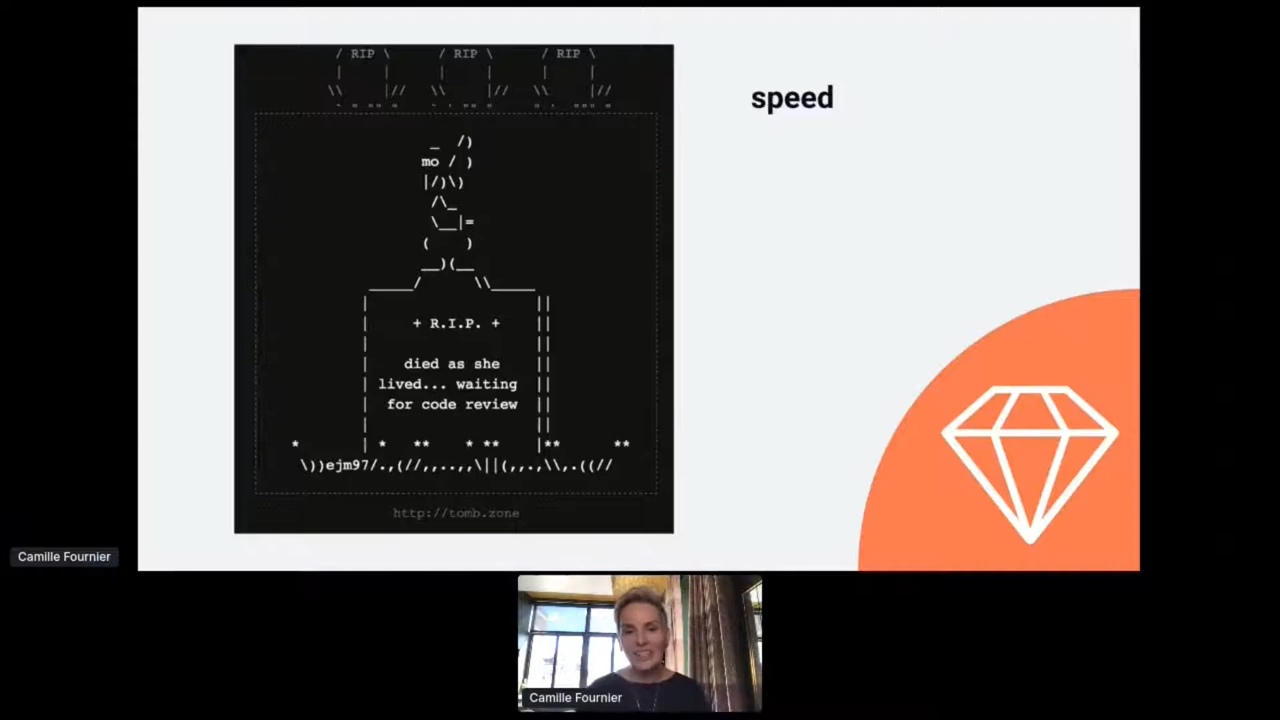 / RIP \ / RIP \ / RIP \
speed
mo
+ R.I.P. +
died as she
lived... waiting
for code review
\))ejm97/.,(//,,..,,\||(,,.,\\,.((//
http://tomb.zone
Camille Fournier
Camille Fournier